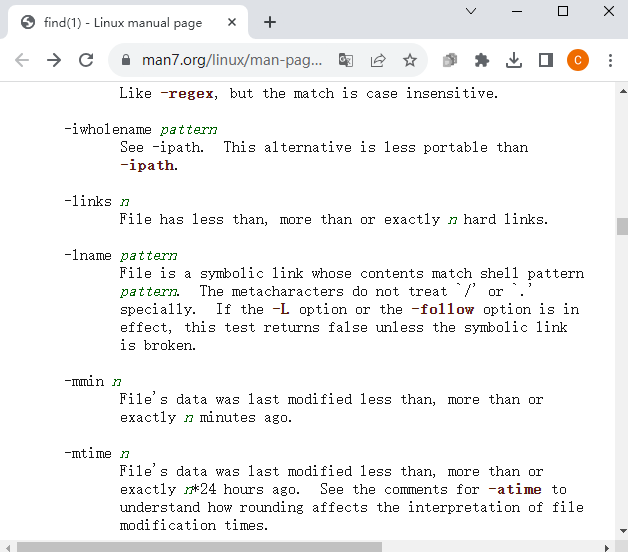 find(1) - Linux manual page
man7.org/linux/man-pag...
C
Like -regex, but the match is case insensitive.
-iwholename pattern
See -ipath.  This alternative is less portable than
-ipath.
-links n
File has less than, more than or exactly n hard links.
-lname pattern
File is a symbolic link whose contents match shell pattern
pattern.  The metacharacters do not treat `/' or `.'
specially.  If the -L option or the -follow option is in
effect, this test returns false unless the symbolic link
is broken.
-mmin n
File's data was last modified less than, more than or
exactly n minutes ago.
-mtime n
File's data was last modified less than, more than or
exactly n*24 hours ago.  See the comments for -atime to
understand how rounding affects the interpretation of file
modification times.